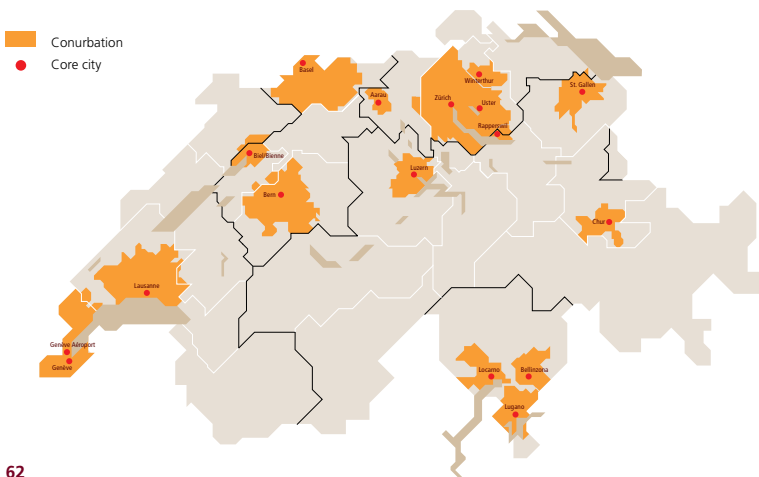 Conurbation
Core city
Basel
Winterthur
Aarau
Zürich
Uster
St. Gallen
Rapperswil
Biel/Bienne
Luzern
Bern
Chur
Lausanne
Genève Aéroport
Genève
Locarno
Bellinzona
Lugano
62